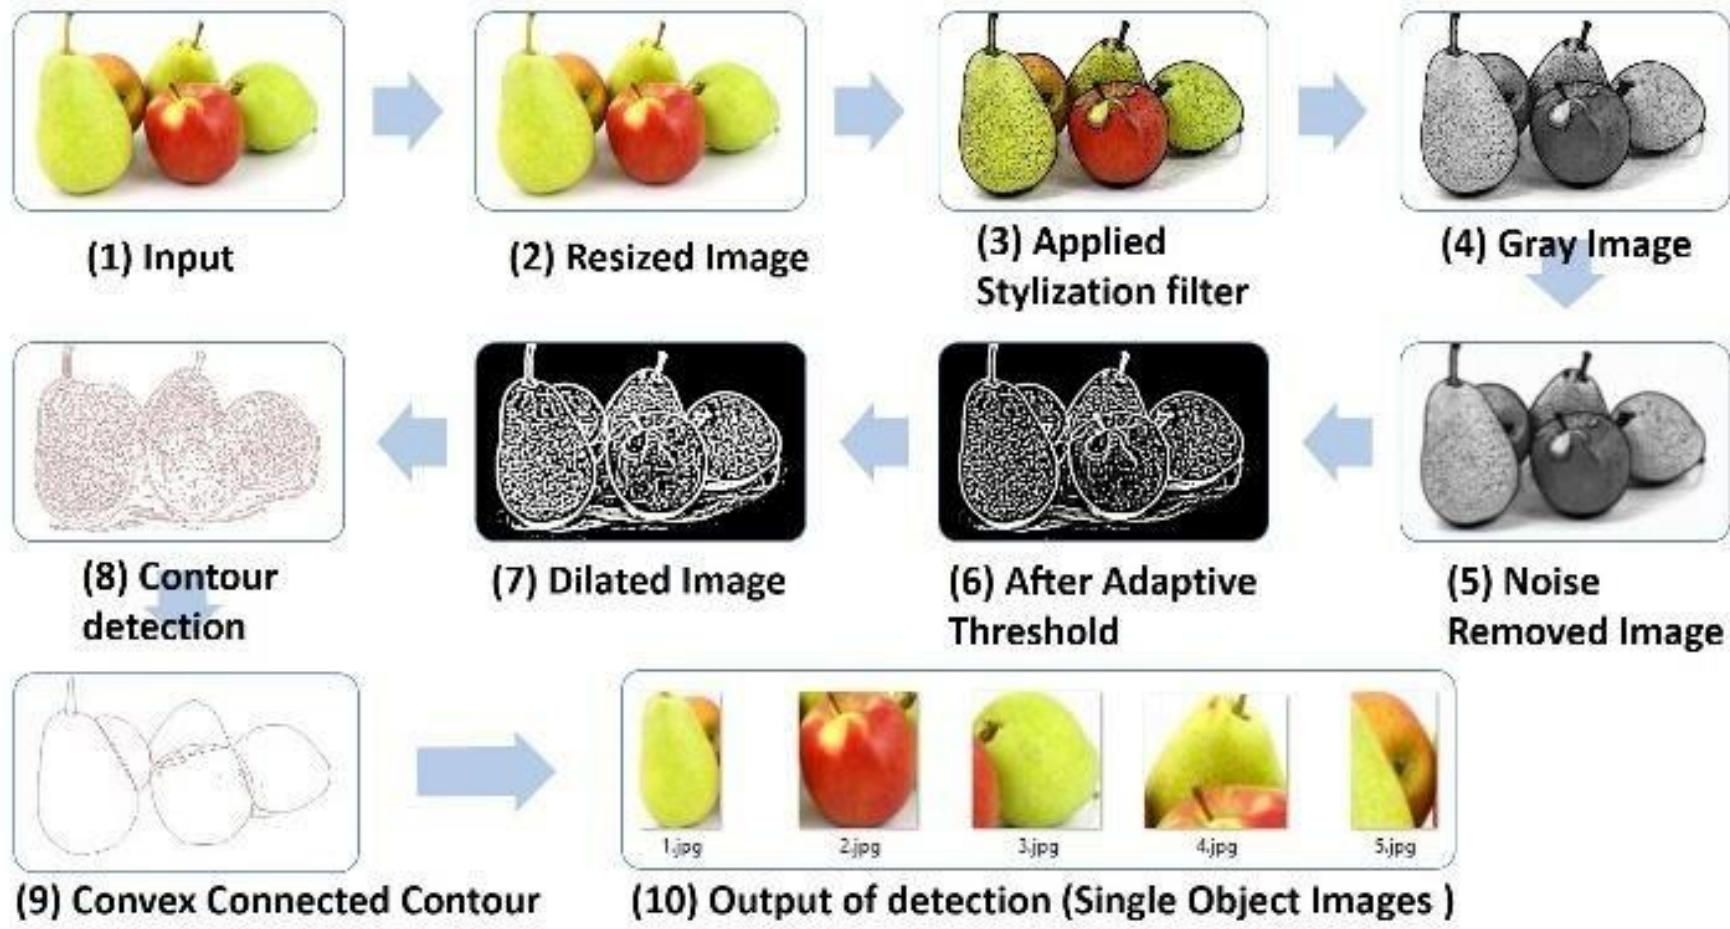 (1) Input
(2) Resized Image
(3) Applied
Stylization filter
(4) Gray Image
(8) Contour
detection
(7) Dilated Image
(6) After Adaptive
Threshold
(5) Noise
Removed Image
1.jpg
2.jpg
3.jpg
4.jpg
5.jpg
(9) Convex Connected Contour
(10) Output of detection (Single Object Images )